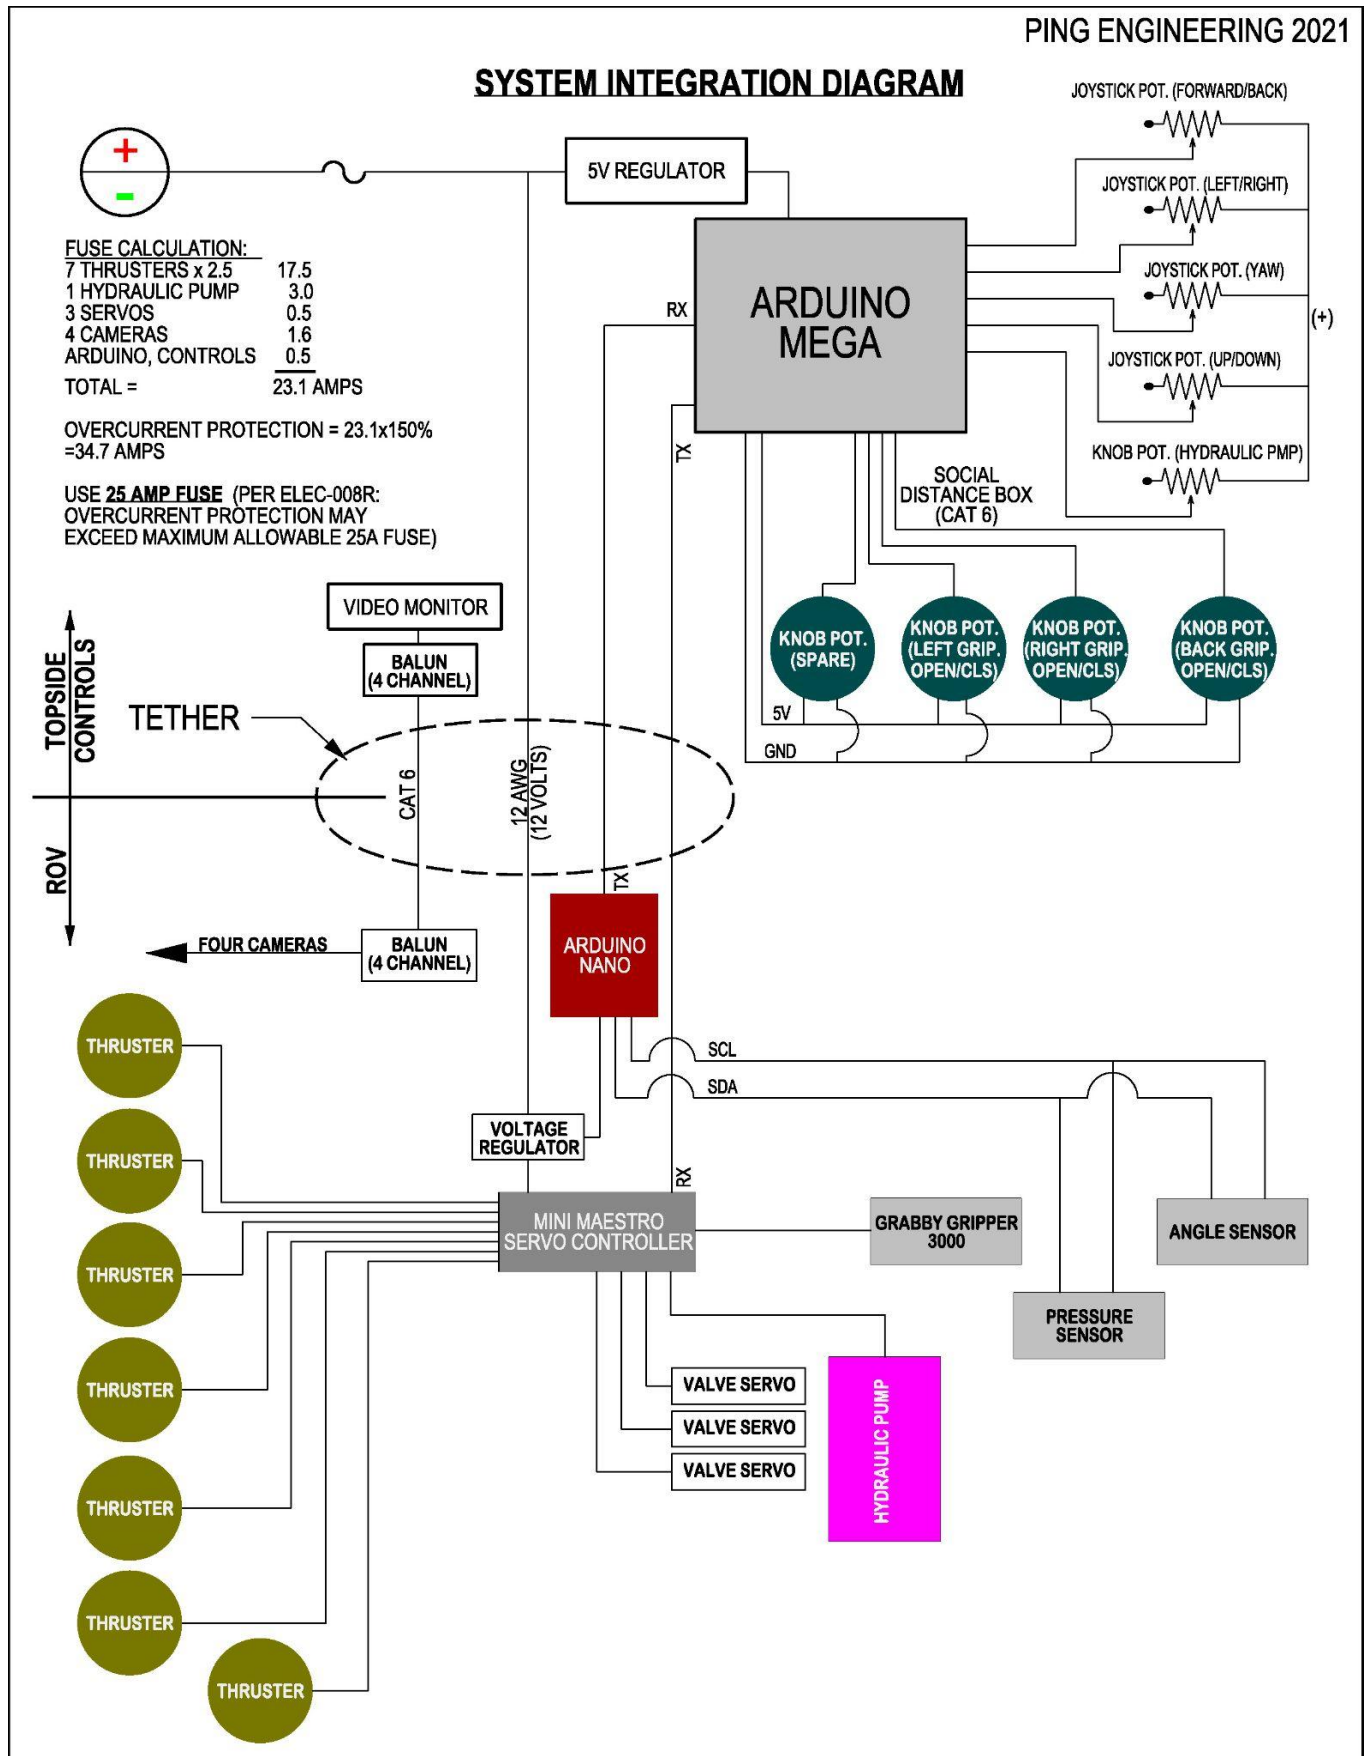 PING ENGINEERING 2021
SYSTEM INTEGRATION DIAGRAM
JOYSTICK POT. (FORWARD/BACK)
+
-
5V REGULATOR
JOYSTICK POT. (LEFT/RIGHT)
FUSE CALCULATION:
7 THRUSTERS x 2.5 17.5
1 HYDRAULIC PUMP 3.0
3 SERVOS 0.5
4 CAMERAS 1.6
ARDUINO, CONTROLS 0.5
TOTAL = 23.1 AMPS
OVERCURRENT PROTECTION = 23.1x150%
=34.7 AMPS
USE 25 AMP FUSE (PER ELEC-008R:
OVERCURRENT PROTECTION MAY
EXCEED MAXIMUM ALLOWABLE 25A FUSE)
RX
ARDUINO
MEGA
TX
JOYSTICK POT. (YAW)
(+)
JOYSTICK POT. (UP/DOWN)
KNOB POT. (HYDRAULIC PMP)
SOCIAL
DISTANCE BOX
(CAT 6)
KNOB POT.
(SPARE)
KNOB POT.
(LEFT GRIP.
OPEN/CLS)
KNOB POT.
(RIGHT GRIP.
OPEN/CLS)
KNOB POT.
(BACK GRIP.
OPEN/CLS)
5V
GND
VIDEO MONITOR
BALUN
(4 CHANNEL)
TOPSIDE
CONTROLS
TETHER
CAT 6
12 AWG
(12 VOLTS)
ROV
TX
FOUR CAMERAS
BALUN
(4 CHANNEL)
ARDUINO
NANO
SCL
SDA
VOLTAGE
REGULATOR
RX
MINI MAESTRO
SERVO CONTROLLER
GRABBY GRIPPER
3000
ANGLE SENSOR
PRESSURE
SENSOR
VALVE SERVO
VALVE SERVO
VALVE SERVO
HYDRAULIC PUMP
THRUSTER
THRUSTER
THRUSTER
THRUSTER
THRUSTER
THRUSTER
THRUSTER